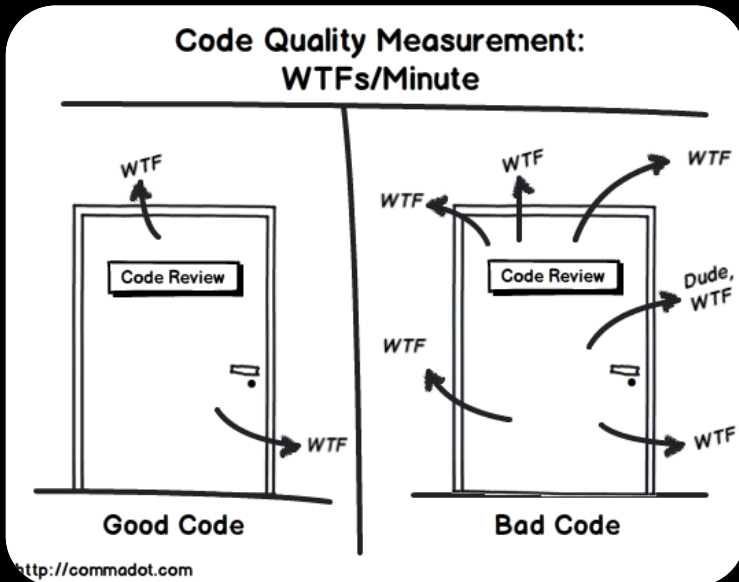 Code Quality Measurement:
WTFs/Minute
WTF
Code Review
WTF
Good Code
WTF
WTF
WTF
Code Review
Dude,
WTF
WTF
WTF
Bad Code
http://commadot.com